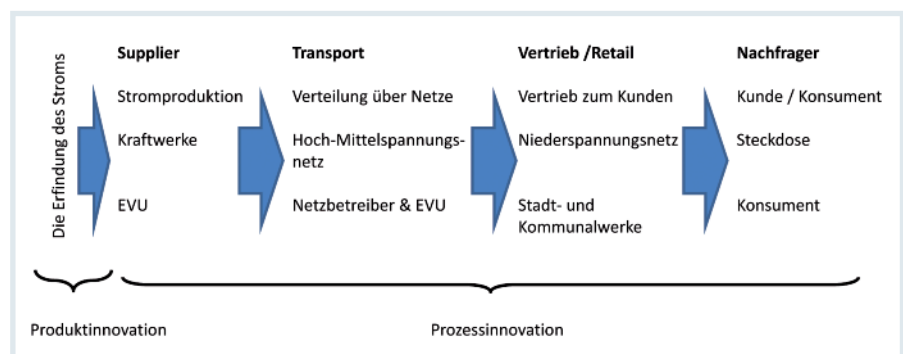 Die Erfindung des Stroms
Supplier
Stromproduktion
Kraftwerke
EVU
Transport
Verteilung über Netze
Hoch-Mittelspannungs-
netz
Netzbetreiber & EVU
Vertrieb /Retail
Vertrieb zum Kunden
Niederspannungsnetz
Stadt- und
Kommunalwerke
Nachfrager
Kunde / Konsument
Steckdose
Konsument
Produktinnovation
Prozessinnovation